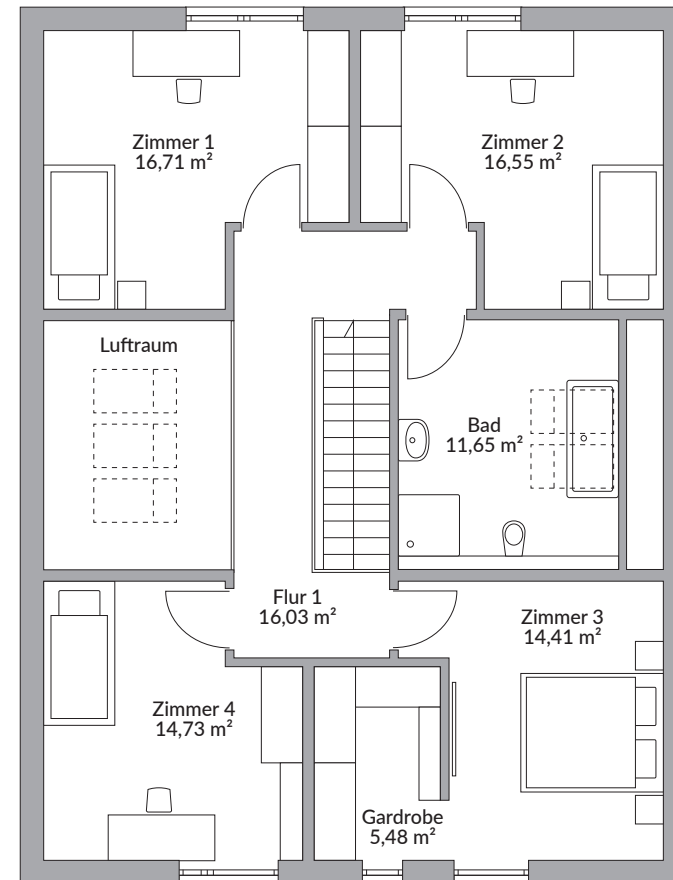 Zimmer 1
16,71 m²
Zimmer 2
16,55 m²
Luftraum
Bad
11,65 m²
Flur 1
16,03 m²
Zimmer 3
14,41 m²
Zimmer 4
14,73 m²
Gardrobe
5,48 m²